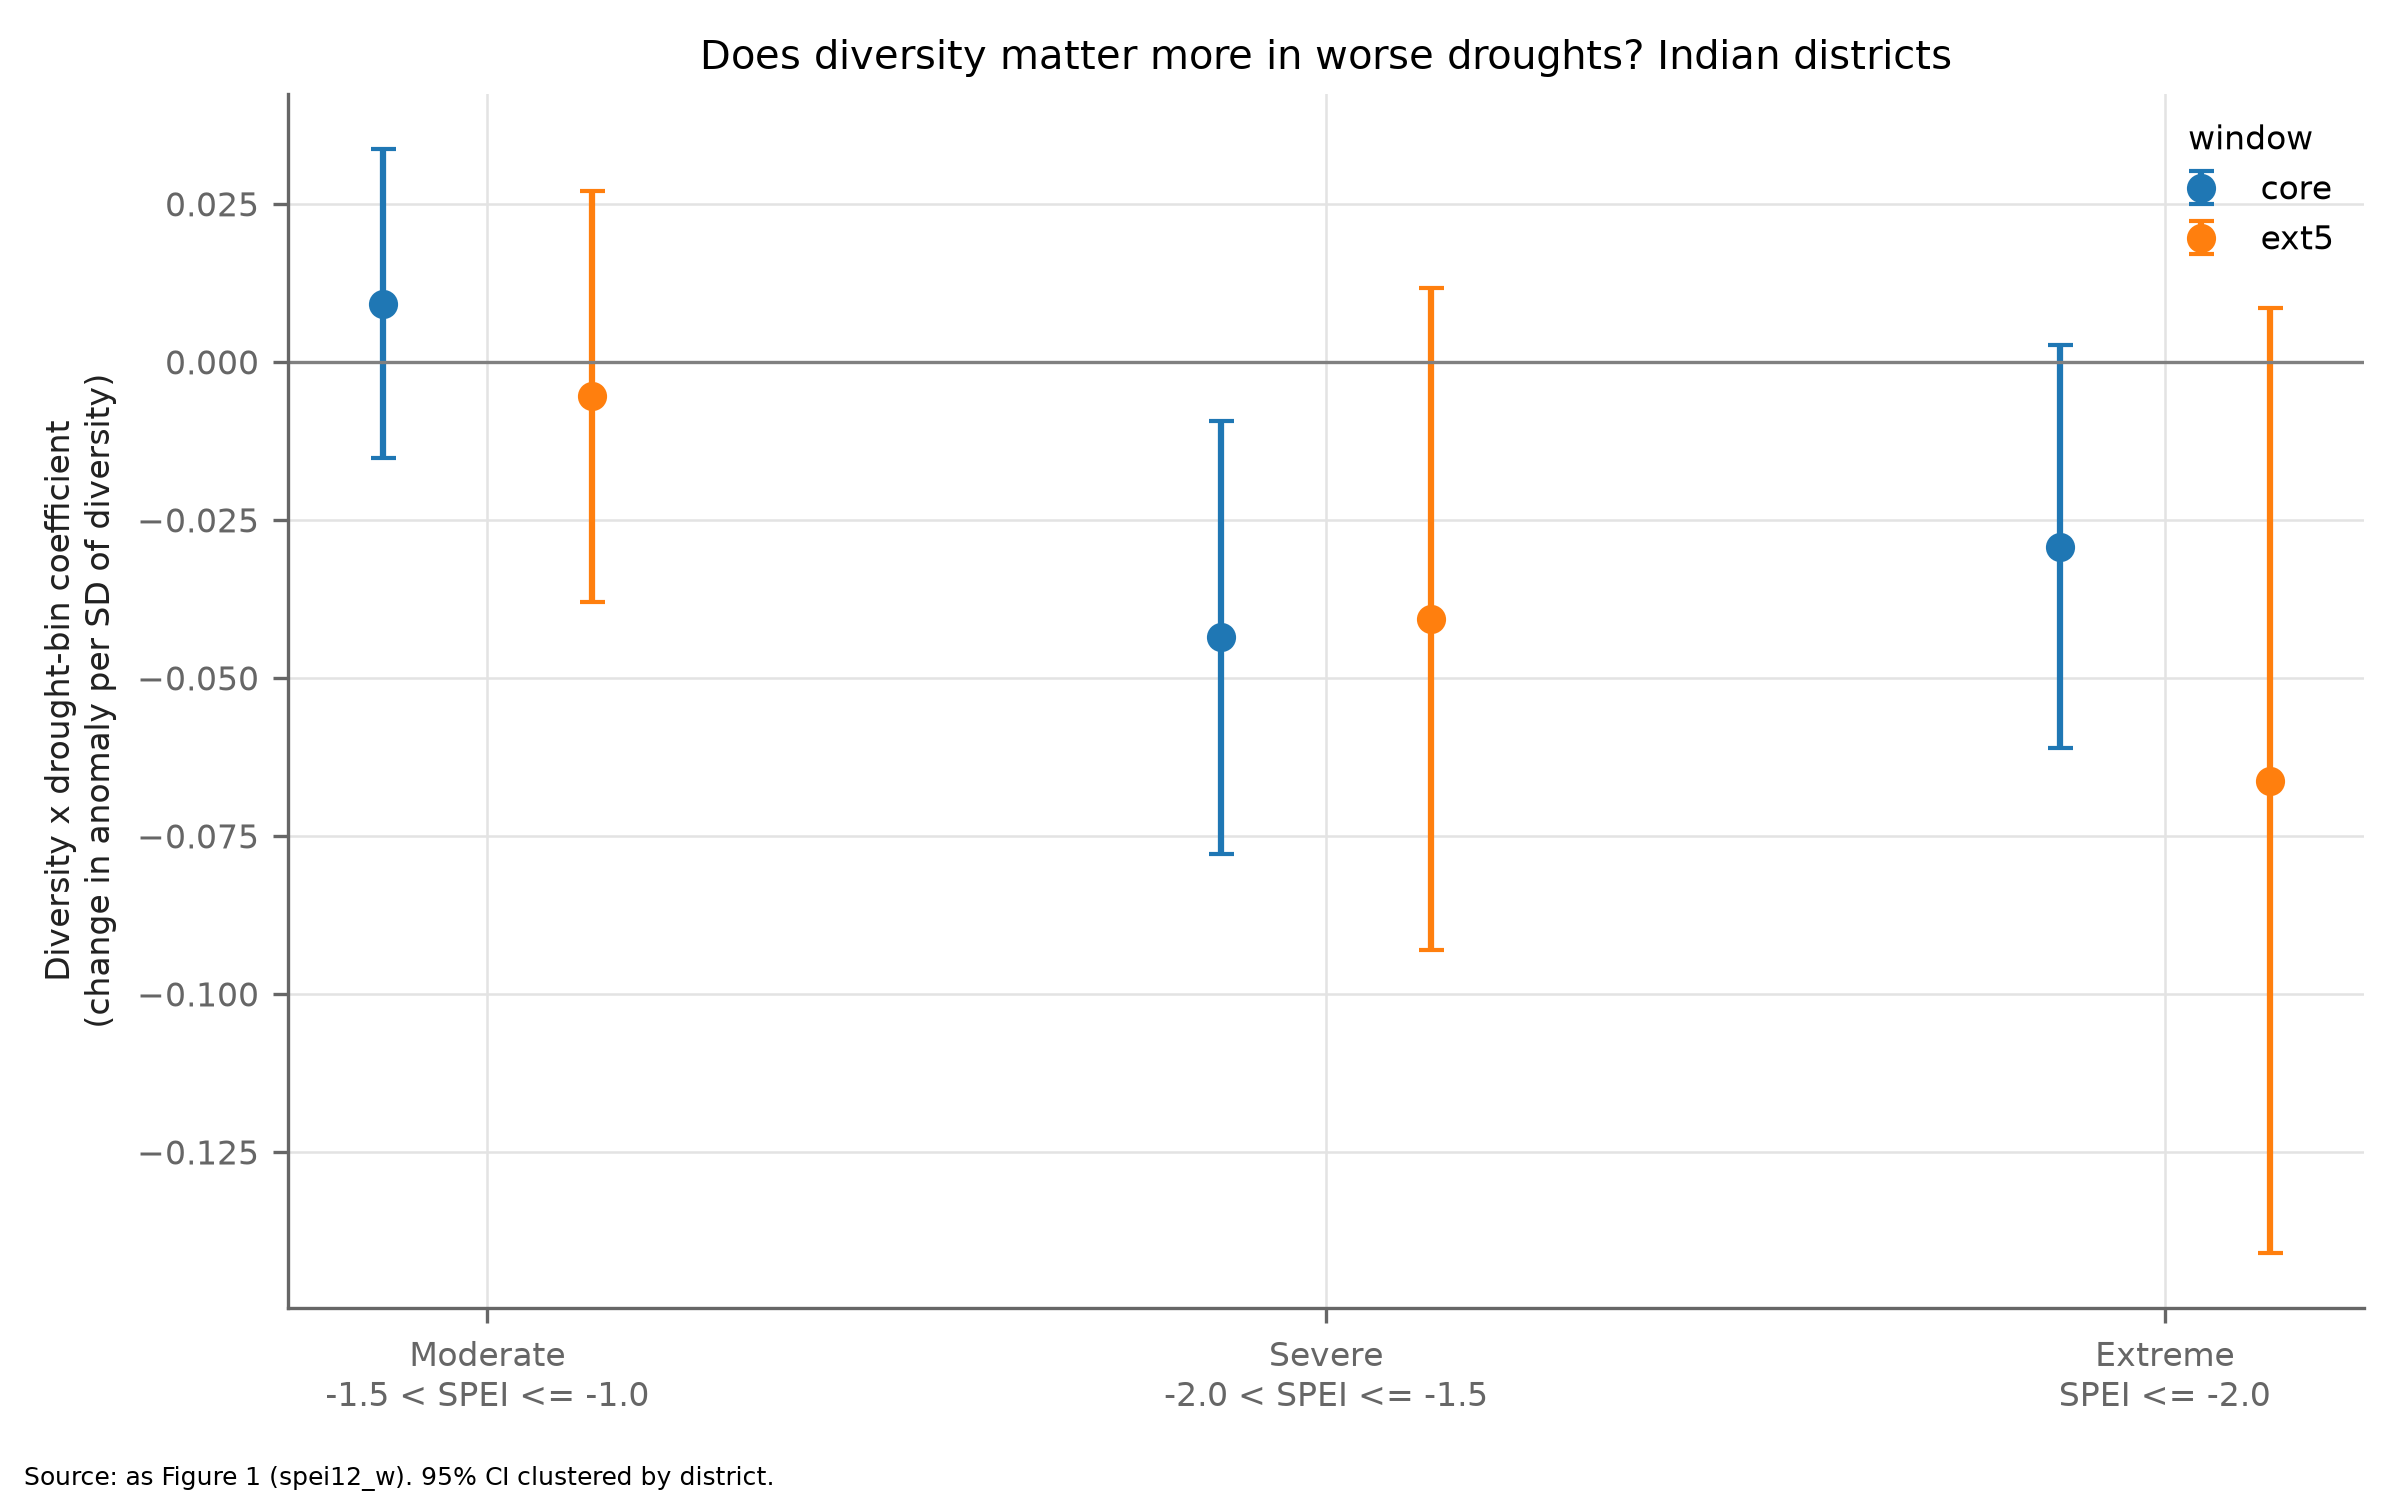 Does diversity matter more in worse droughts? Indian districts
window
core
ext5
Diversity x drought-bin coefficient
(change in anomaly per SD of diversity)
0.025
0.000
−0.025
−0.050
−0.075
−0.100
−0.125
Moderate
-1.5 < SPEI <= -1.0
Severe
-2.0 < SPEI <= -1.5
Extreme
SPEI <= -2.0
Source: as Figure 1 (spei12_w). 95% CI clustered by district.